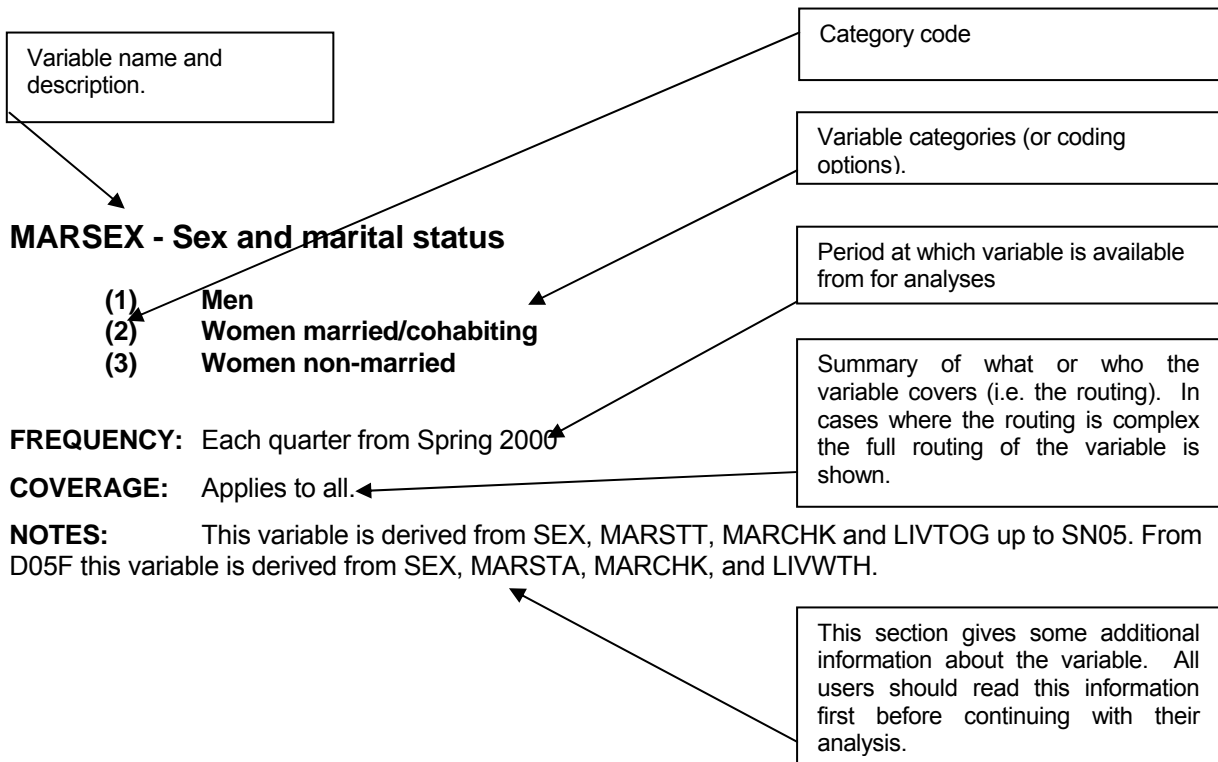 Category code
Variable name and
description.
Variable categories (or coding
options).
MARSEX - Sex and marital status
Period at which variable is available
from for analyses
(1) Men
(2) Women married/cohabiting
(3) Women non-married
Summary of what or who the
variable covers (i.e. the routing). In
cases where the routing is complex
the full routing of the variable is
shown.
FREQUENCY: Each quarter from Spring 2000
COVERAGE: Applies to all.
NOTES: This variable is derived from SEX, MARSTT, MARCHK and LIVTOG up to SN05. From
D05F this variable is derived from SEX, MARSTA, MARCHK, and LIVWTH.
This section gives some additional
information about the variable. All
users should read this information
first before continuing with their
analysis.